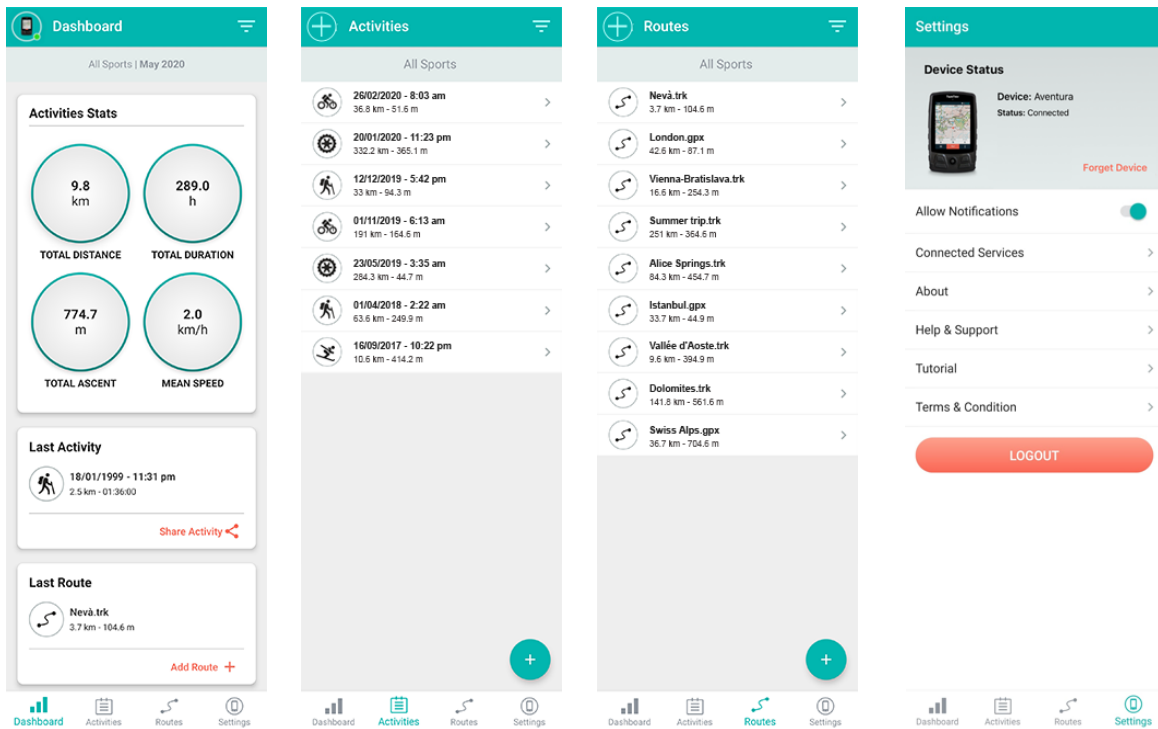 Dashboard
All Sports | May 2020
Activities Stats
9.8
km
TOTAL DISTANCE
289.0
h
TOTAL DURATION
774.7
m
TOTAL ASCENT
2.0
km/h
MEAN SPEED
Last Activity
18/01/1999 - 11:31 pm
2.5 km - 01:36:00
Share Activity
Last Route
Nevà.trk
3.7 km - 104.6 m
Add Route +
Dashboard
Activities
Routes
Settings
Activities
All Sports
26/02/2020 - 8:03 am
36.8 km - 51.6 m
20/01/2020 - 11:23 pm
332.2 km - 365.1 m
12/12/2019 - 5:42 pm
33 km - 94.3 m
01/11/2019 - 6:13 am
191 km - 164.6 m
23/05/2019 - 3:35 am
284.3 km - 44.7 m
01/04/2018 - 2:22 am
63.6 km - 249.9 m
16/09/2017 - 10:22 pm
10.6 km - 414.2 m
+
Dashboard
Activities
Routes
Settings
Routes
All Sports
Nevà.trk
3.7 km - 104.6 m
London.gpx
42.6 km - 87.1 m
Vienna-Bratislava.trk
16.6 km - 254.3 m
Summer trip.trk
251 km - 364.6 m
Alice Springs.trk
84.3 km - 454.7 m
Istanbul.gpx
33.7 km - 44.9 m
Vallée d'Aoste.trk
9.6 km - 394.9 m
Dolomites.trk
141.8 km - 561.6 m
Swiss Alps.gpx
36.7 km - 704.6 m
+
Dashboard
Activities
Routes
Settings
Settings
Device Status
Device: Aventura
Status: Connected
Forget Device
Allow Notifications
Connected Services
About
Help & Support
Tutorial
Terms & Condition
LOGOUT
Dashboard
Activities
Routes
Settings